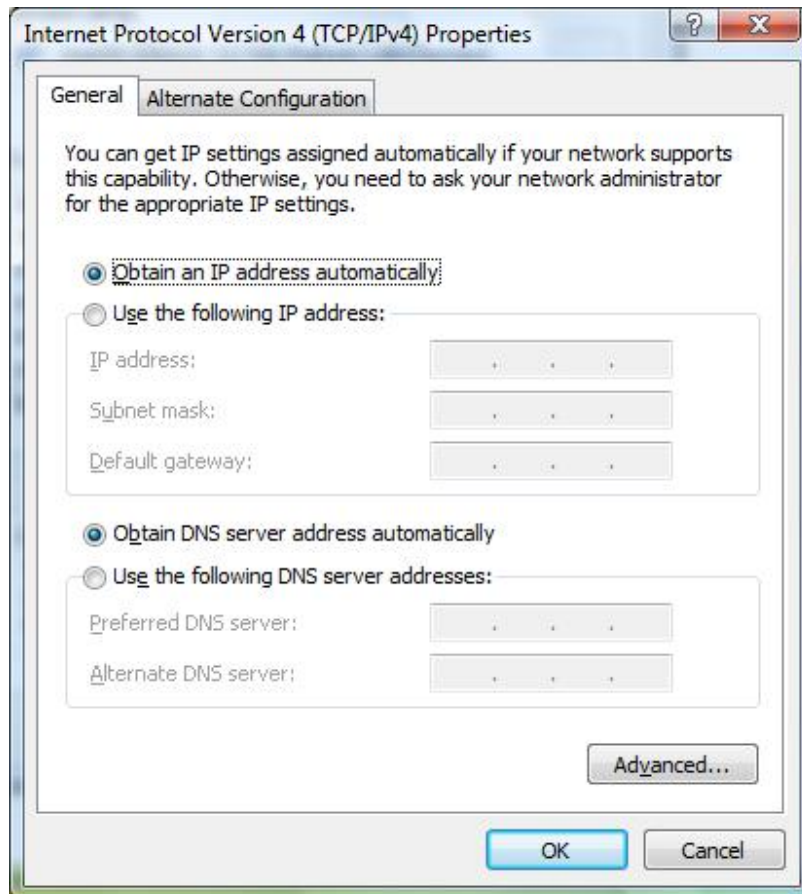 Internet Protocol Version 4 (TCP/IPv4) Properties
General
Alternate Configuration
You can get IP settings assigned automatically if your network supports
this capability. Otherwise, you need to ask your network administrator
for the appropriate IP settings.
Obtain an IP address automatically
Use the following IP address:
IP address:
Subnet mask:
Default gateway:
Obtain DNS server address automatically
Use the following DNS server addresses:
Preferred DNS server:
Alternate DNS server:
Advanced...
OK
Cancel